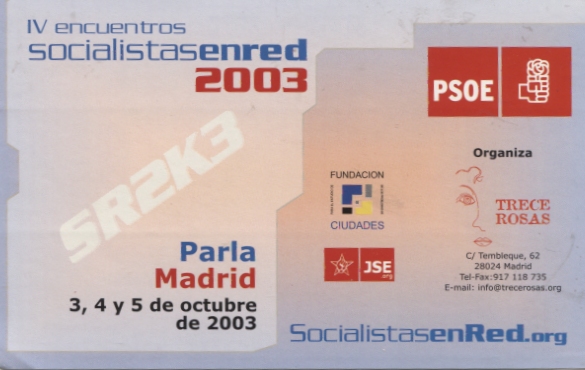 IV encuentros
socialistasenred
2003
SR2K3
Parla
Madrid
3, 4 y 5 de octubre
de 2003
PSOE
Organiza
TRECE
ROSAS
C/ Tembleque, 62
28024 Madrid
Tel-Fax:917 118 735
E-mail: info@trecerosas.org
FUNDACION
CIUDADES
JSE
.org
SocialistasenRed.org